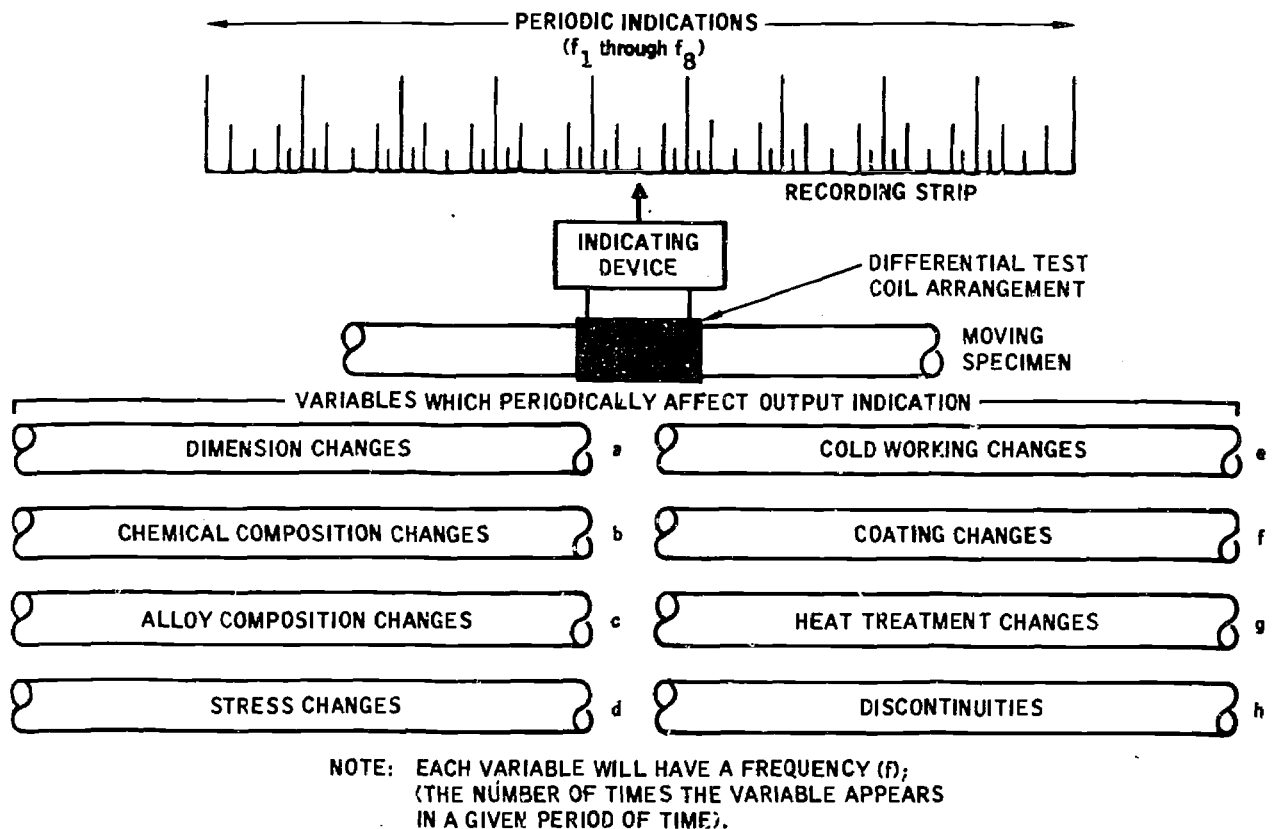 PERIODIC INDICATIONS
(f1 through f8)
RECORDING STRIP
INDICATING
DEVICE
DIFFERENTIAL TEST
COIL ARRANGEMENT
MOVING
SPECIMEN
VARIABLES WHICH PERIODICALLY AFFECT OUTPUT INDICATION
DIMENSION CHANGES a
COLD WORKING CHANGES e
CHEMICAL COMPOSITION CHANGES b
COATING CHANGES f
ALLOY COMPOSITION CHANGES c
HEAT TREATMENT CHANGES g
STRESS CHANGES d
DISCONTINUITIES h
NOTE: EACH VARIABLE WILL HAVE A FREQUENCY (f);
(THE NUMBER OF TIMES THE VARIABLE APPEARS
IN A GIVEN PERIOD OF TIME).